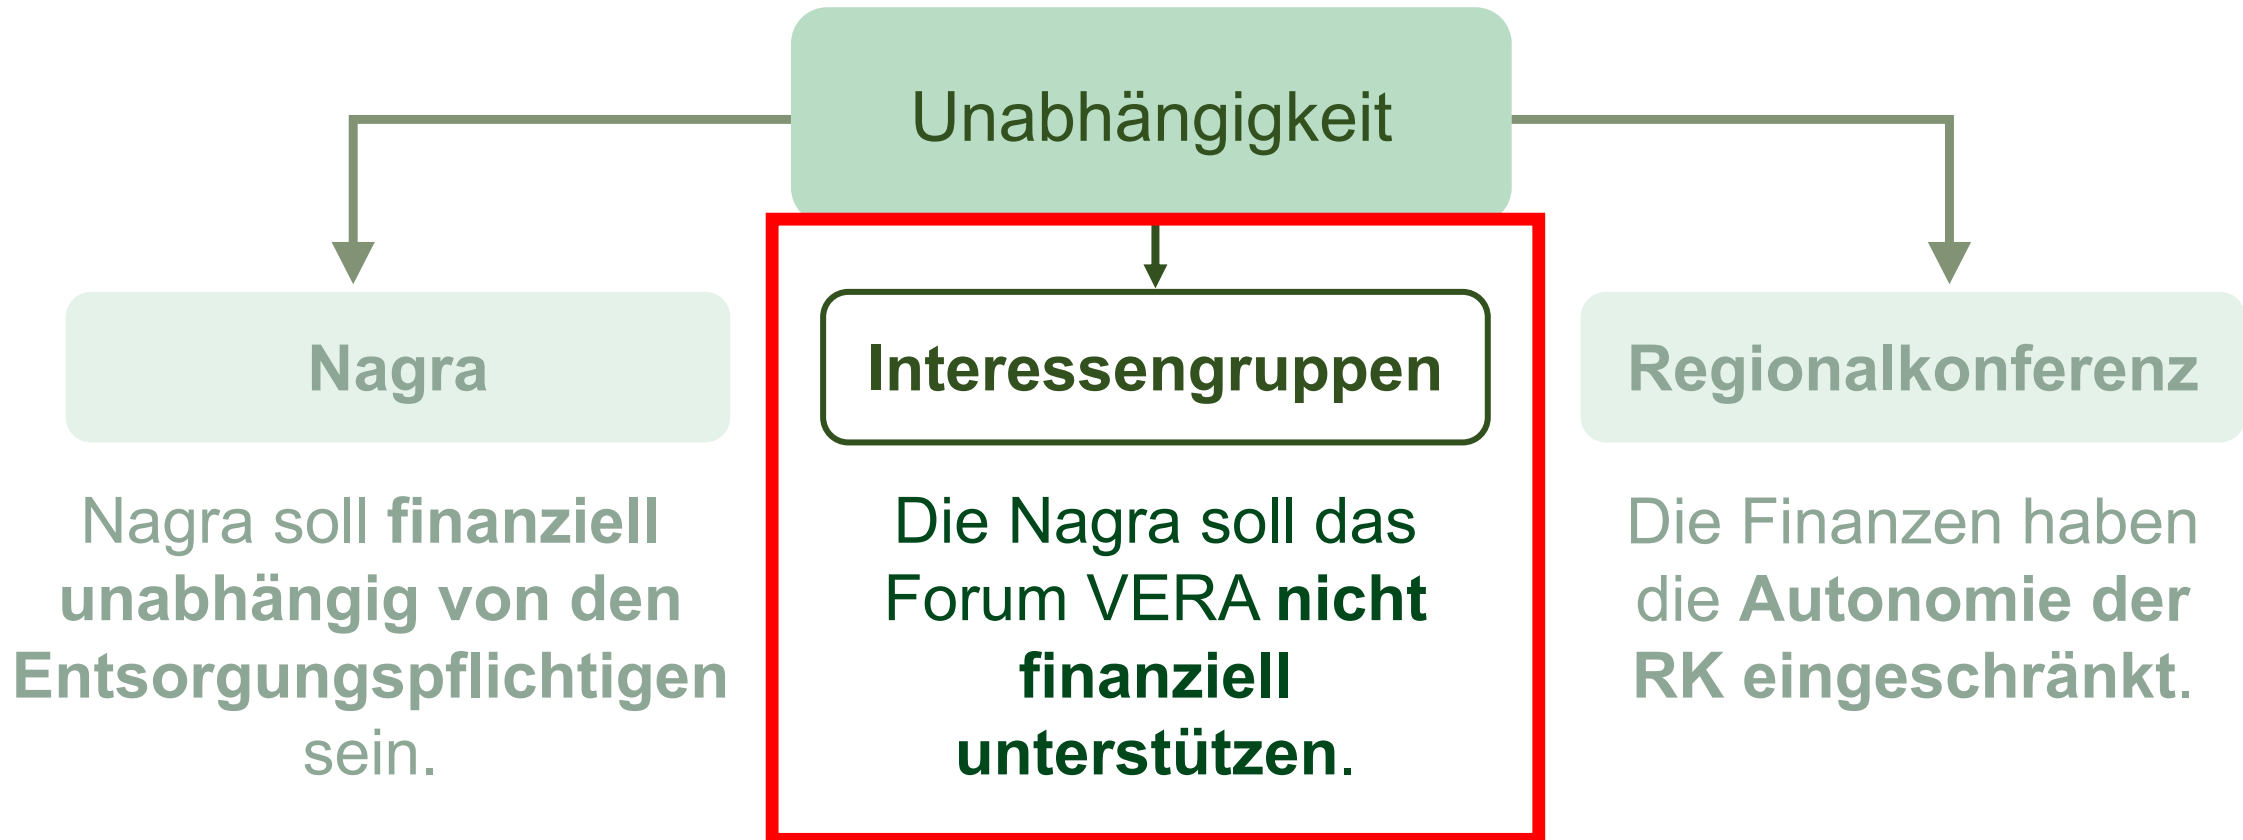 Unabhängigkeit
Nagra
Nagra soll finanziell
unabhängig von den
Entsorgungspflichtigen
sein.
Interessengruppen
Die Nagra soll das
Forum VERA nicht
finanziell
unterstützen.
Regionalkonferenz
Die Finanzen haben
die Autonomie der
RK eingeschränkt.